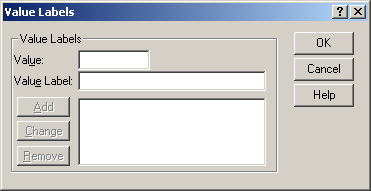 Value Labels
Value Labels
Value:
Value Label:
Add
Change
Remove
OK
Cancel
Help